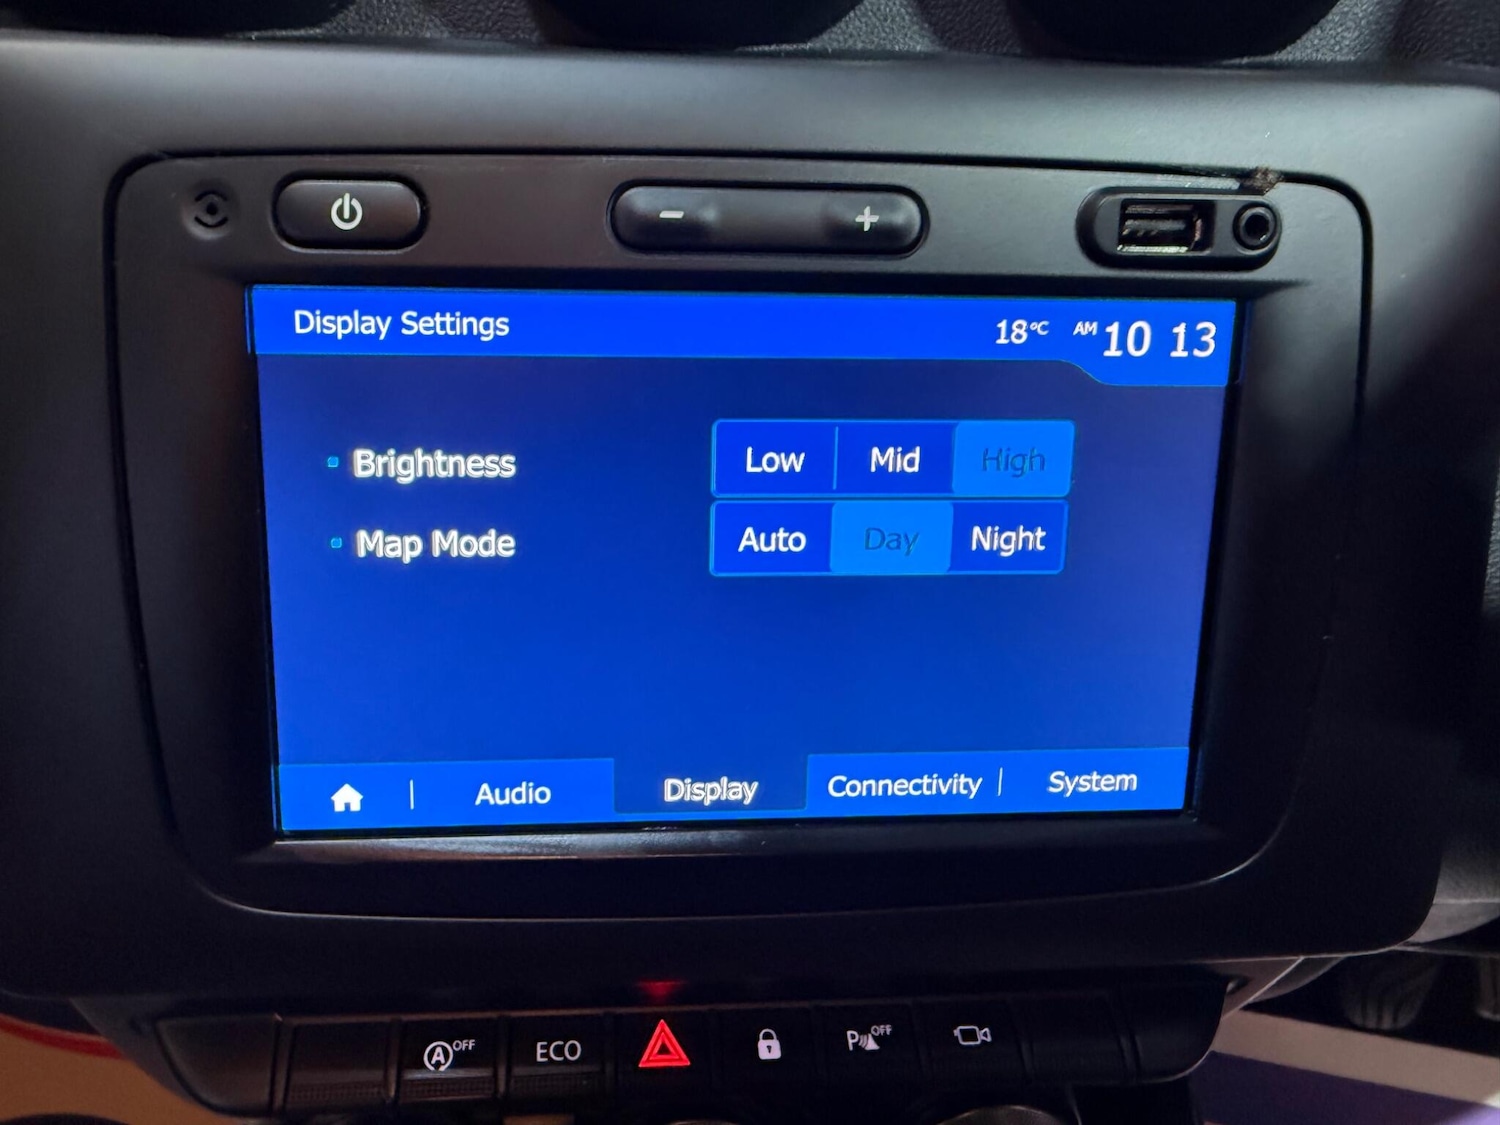 Display Settings
18°C AM 10 13
Brightness Low Mid High
Map Mode Auto Day Night
Audio Display Connectivity System
A OFF ECO P OFF